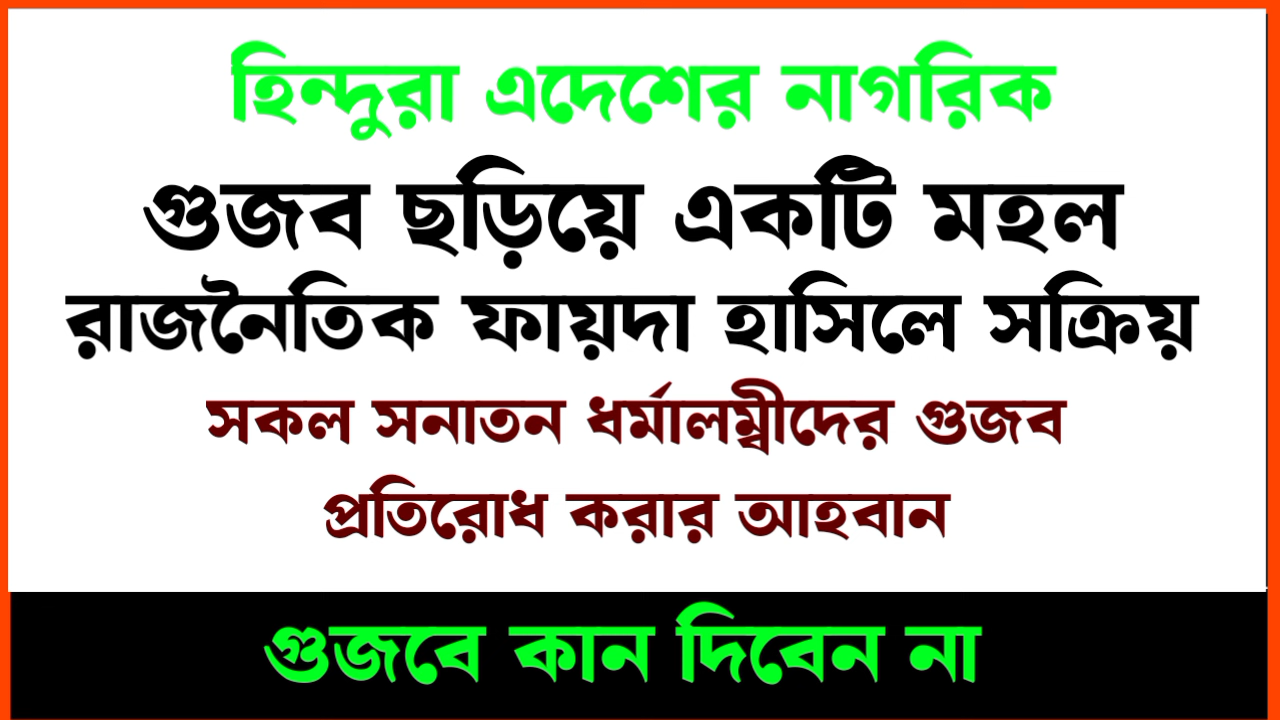 হিন্দুরা এদেশের নাগরিক
গুজব ছড়িয়ে একটি মহল
রাজনৈতিক ফায়দা হাসিলে সক্রিয়
সকল সনাতন ধর্মালম্বীদের গুজব
প্রতিরোধ করার আহবান
গুজবে কান দিবেন না